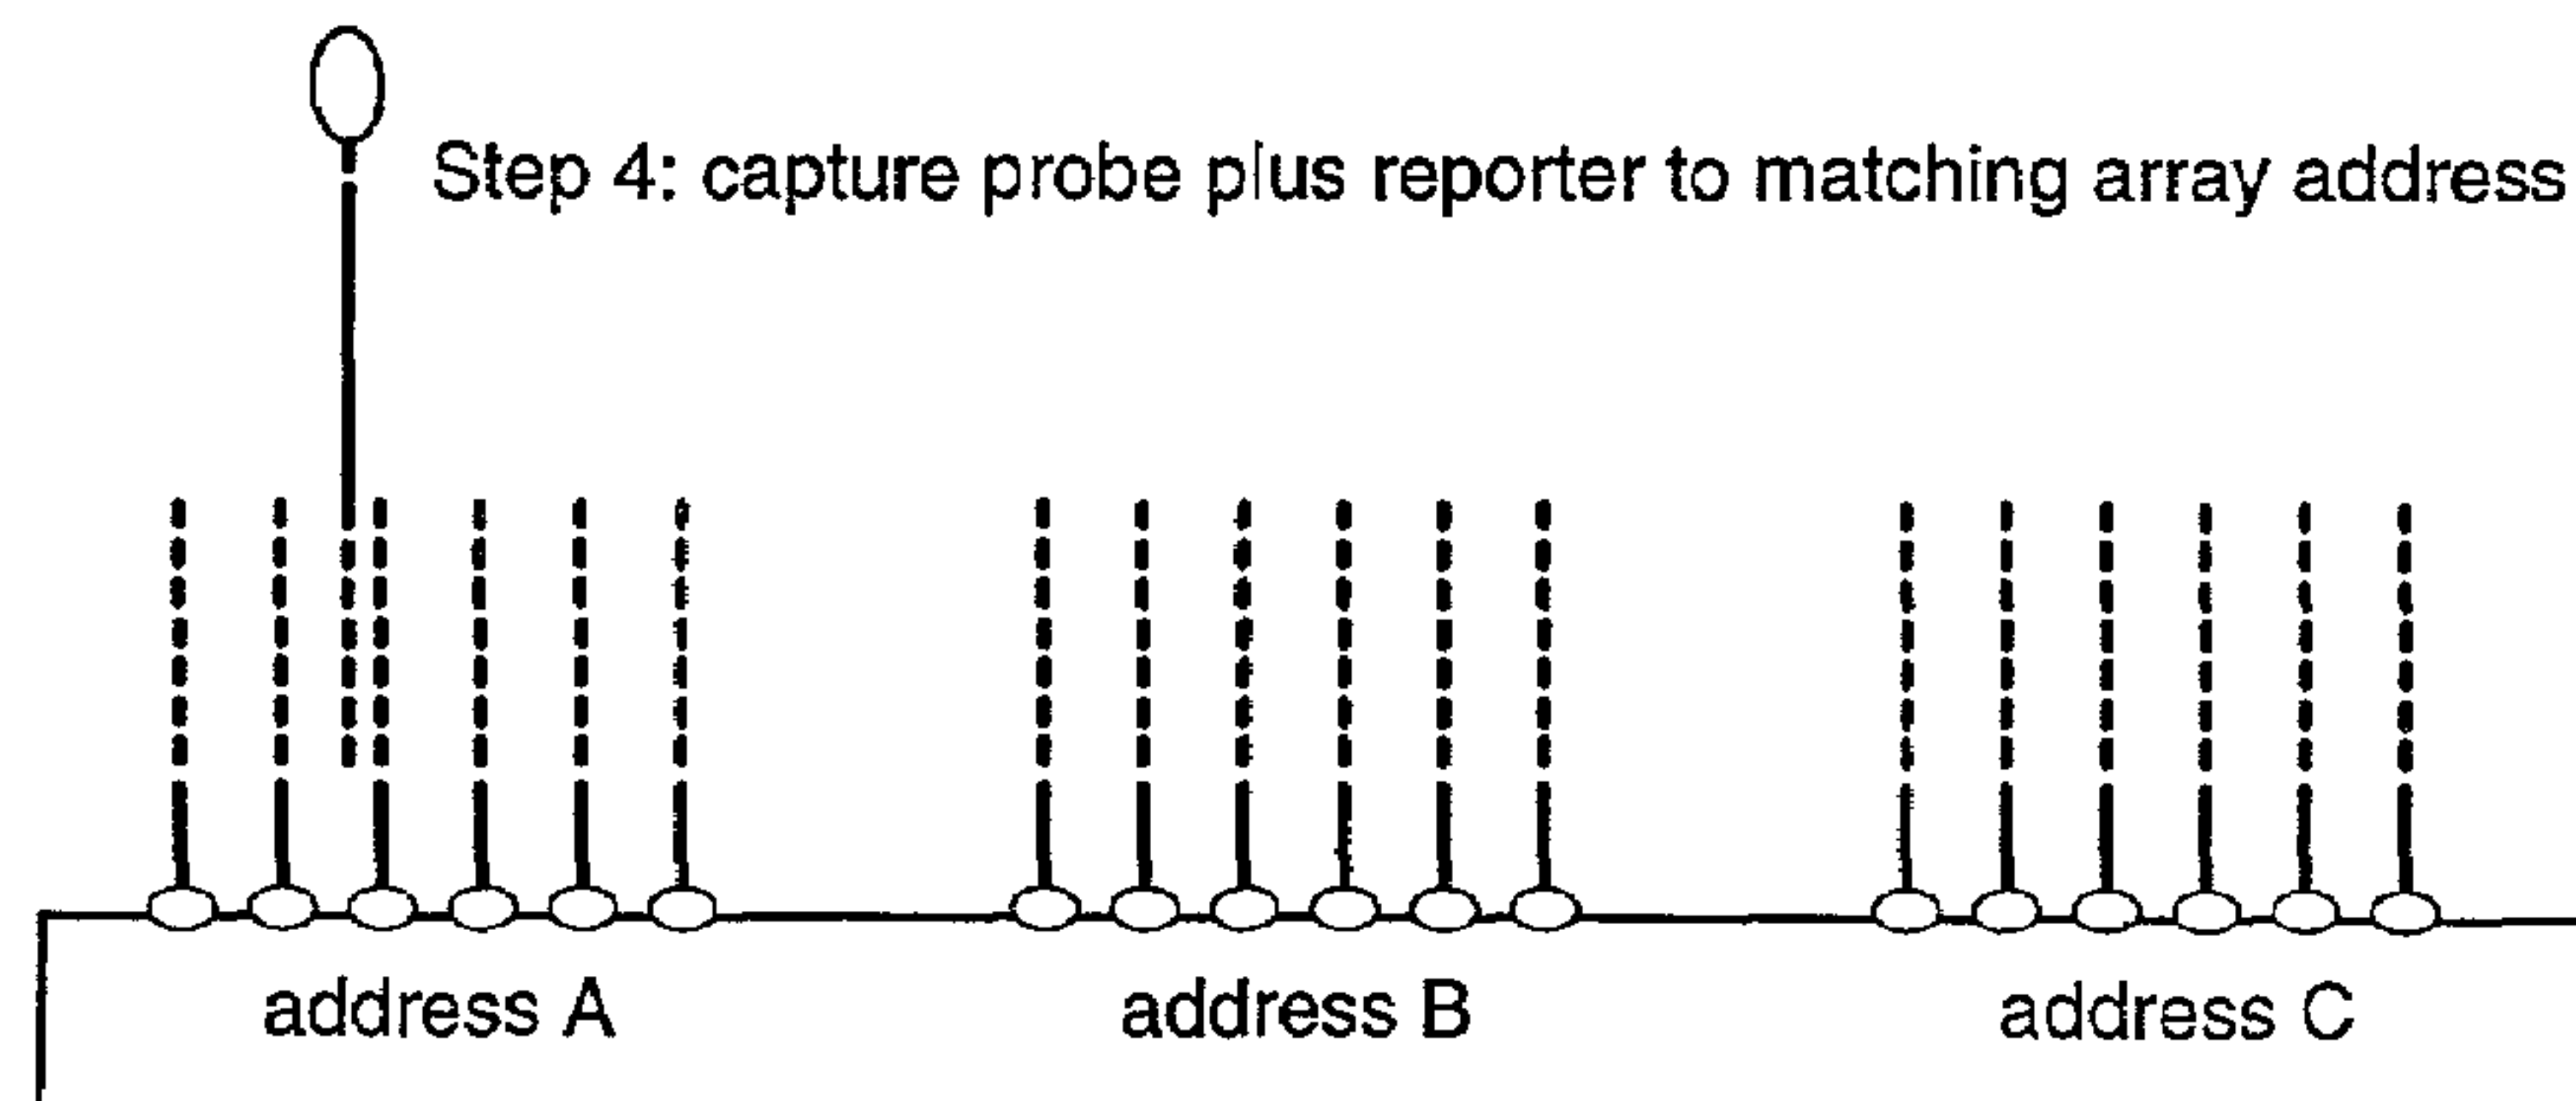 Step 4: capture probe plus reporter to matching array address
address A
address B
address C